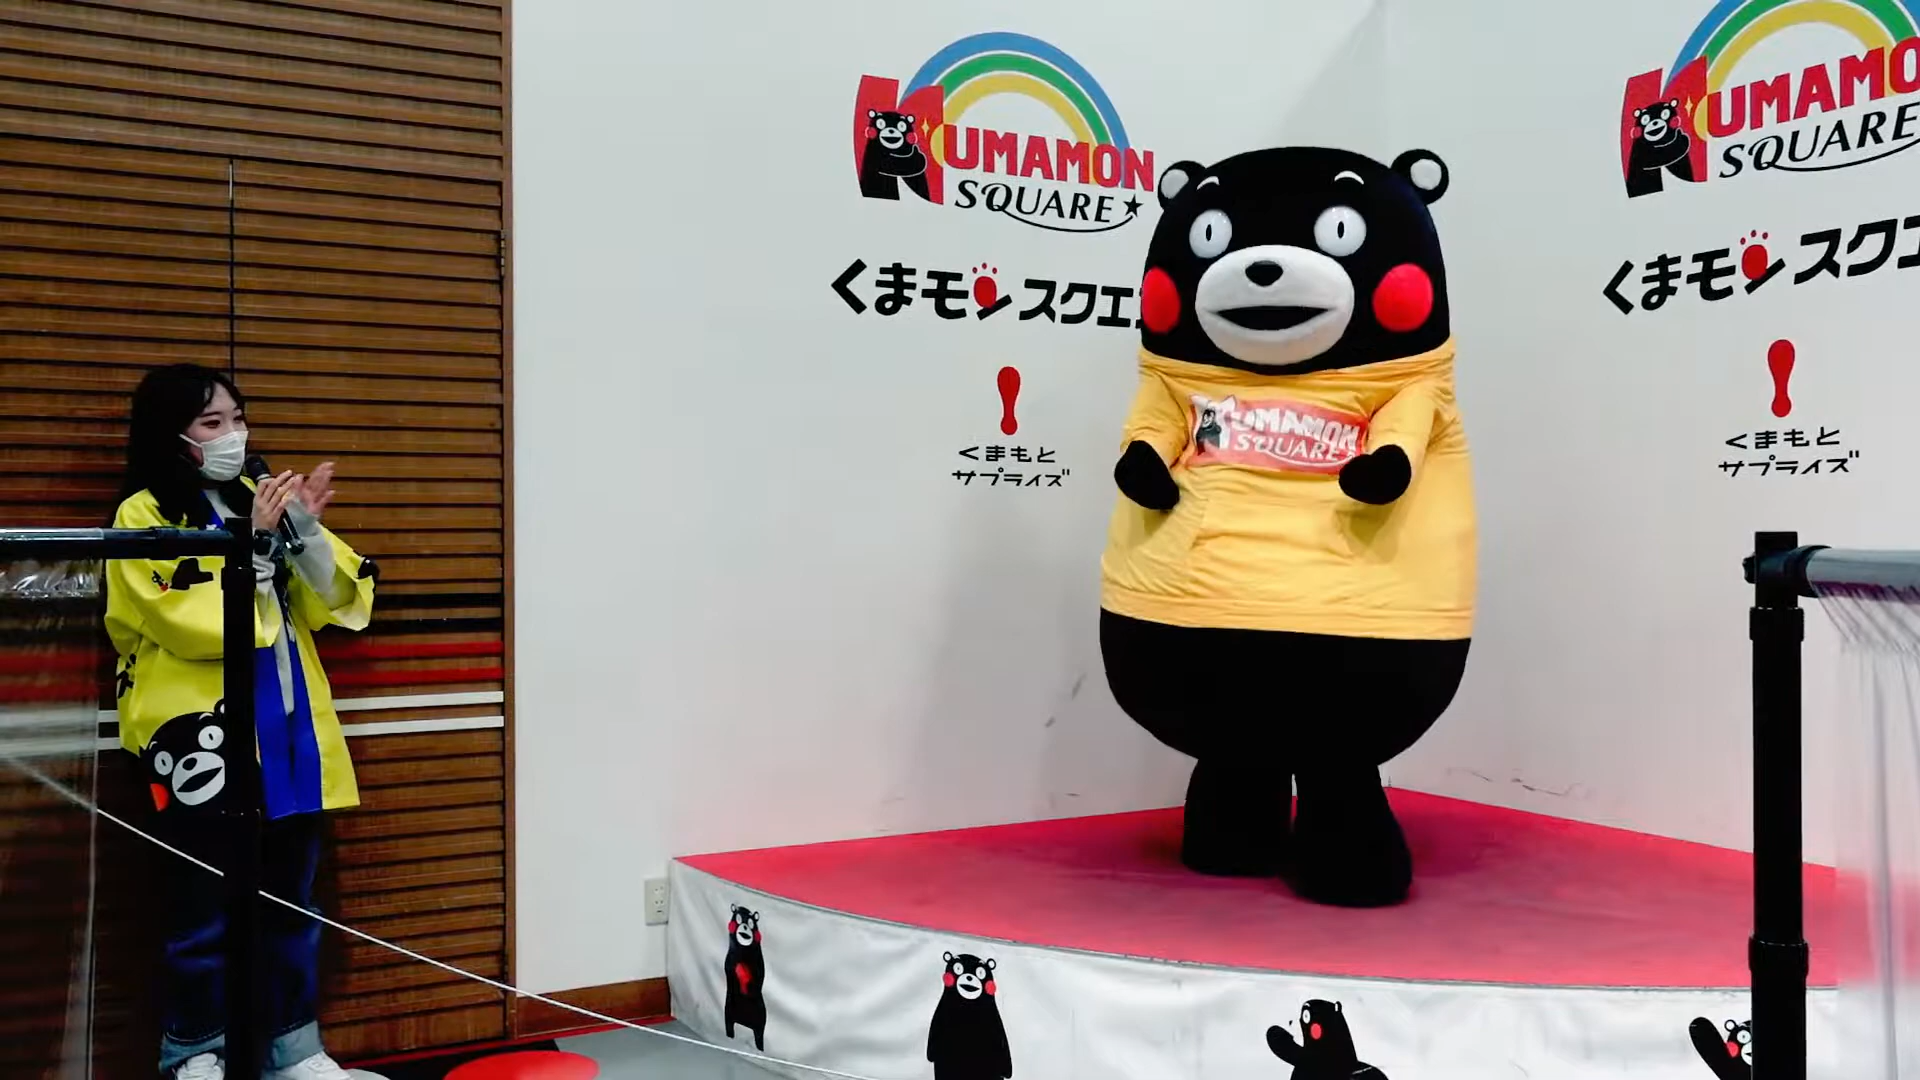 KUMAMON
SQUARE★
くまモンスクエ
くまもと
サプライズ
KUMAMON
SQUARE
KUMAMO
SQUARE
くまモンスクエ
くまもと
サプライズ